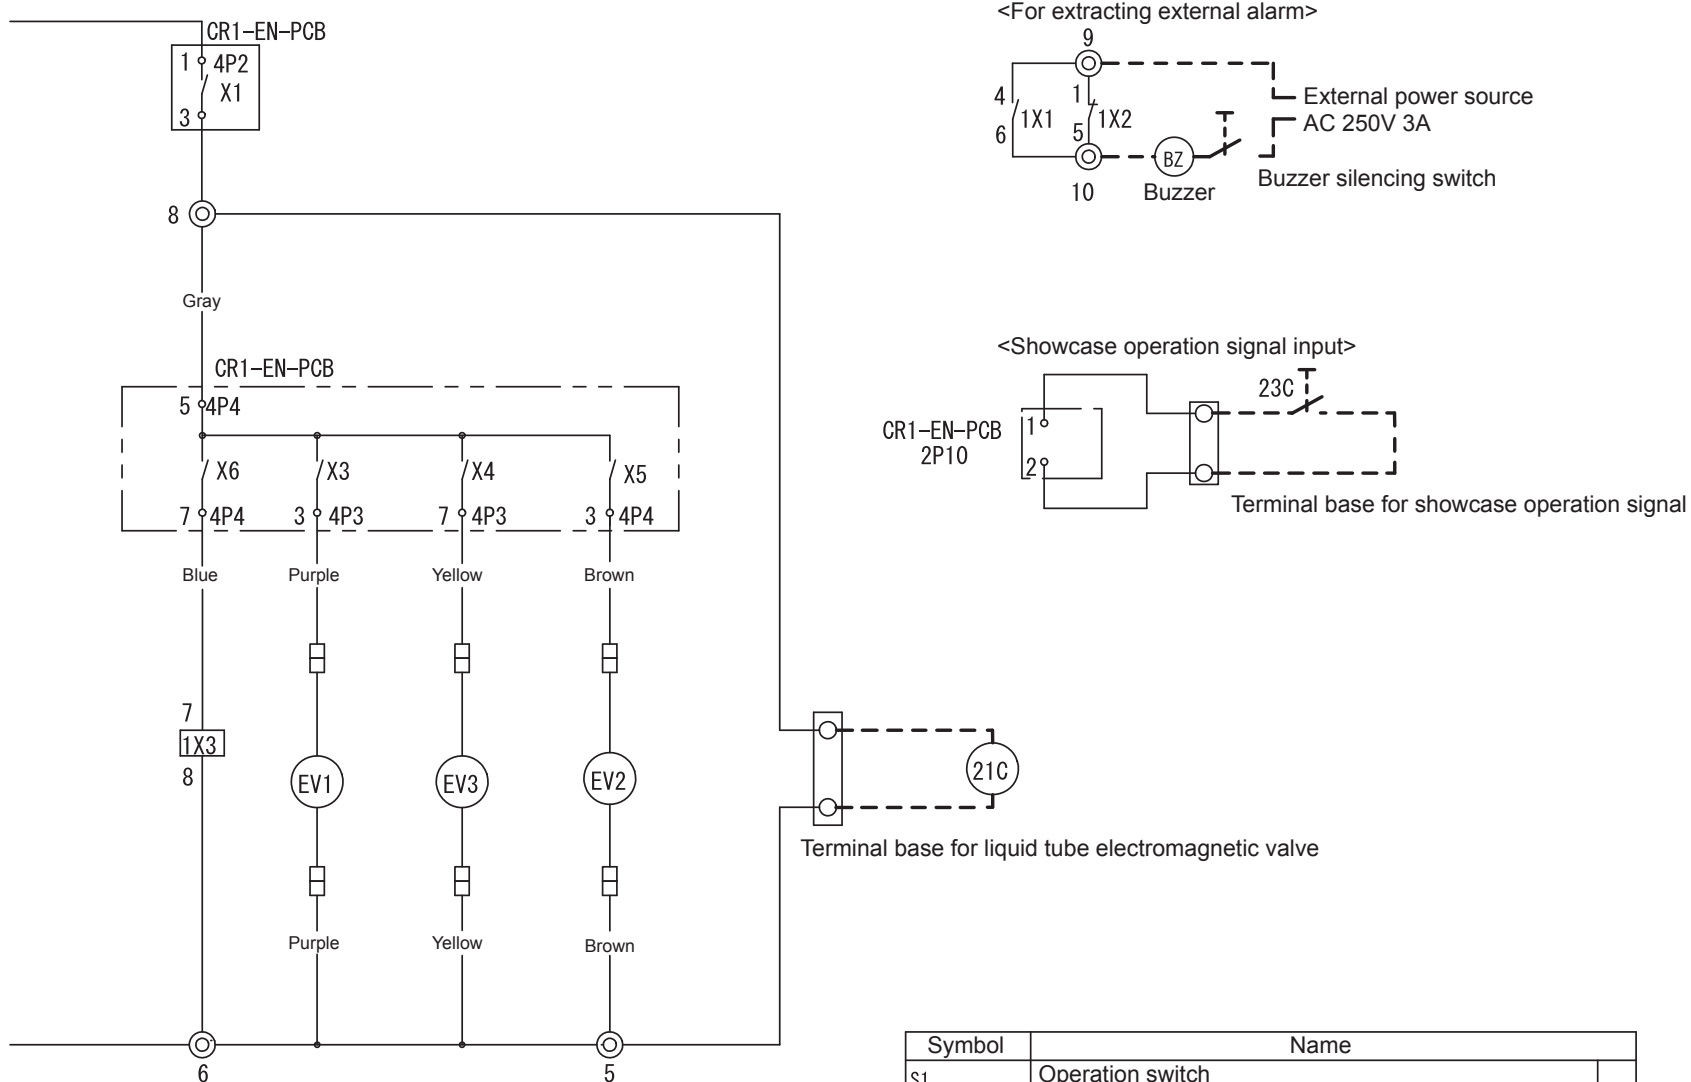 CR1-EN-PCB
1 4P2
X1
3
8
Gray
CR1-EN-PCB
5 4P4
X6 X3 X4 X5
7 4P4 3 4P3 7 4P3 3 4P4
Blue Purple Yellow Brown
7
1X3
8
EV1 EV3 EV2
Purple Yellow Brown
6 5
21C
Terminal base for liquid tube electromagnetic valve
<For extracting external alarm>
9
4 1
1X1 1X2
6 5
10
BZ
Buzzer
External power source
AC 250V 3A
Buzzer silencing switch
<Showcase operation signal input>
23C
CR1-EN-PCB 1
2P10 2
Terminal base for showcase operation signal
Symbol Name
S1 Operation switch